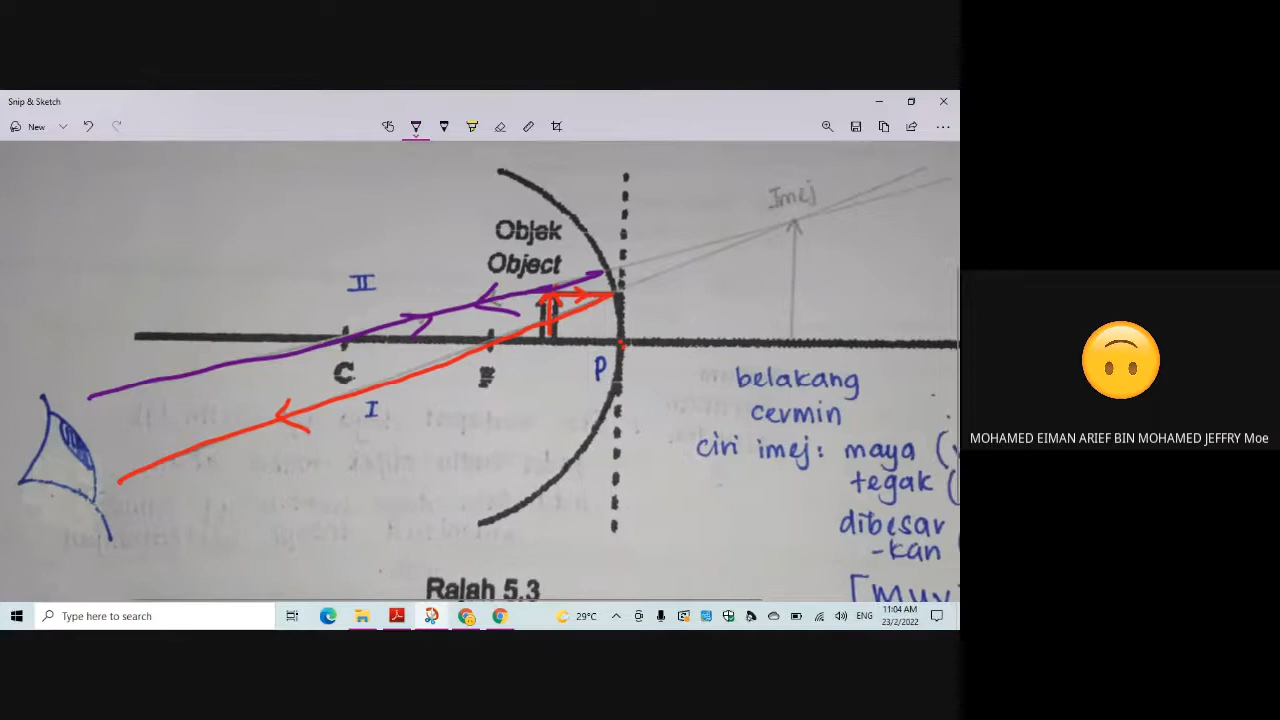 Snip & Sketch
New
Imej
Objek
Object
II
C
F
P
I
belakang
cermin
ciri imej: maya (
tegak (
dibesar
-kan
Rajah 5.3
MOHAMED EIMAN ARIEF BIN MOHAMED JEFFRY Moe
Type here to search
29°C
ENG
11:04 AM
23/2/2022